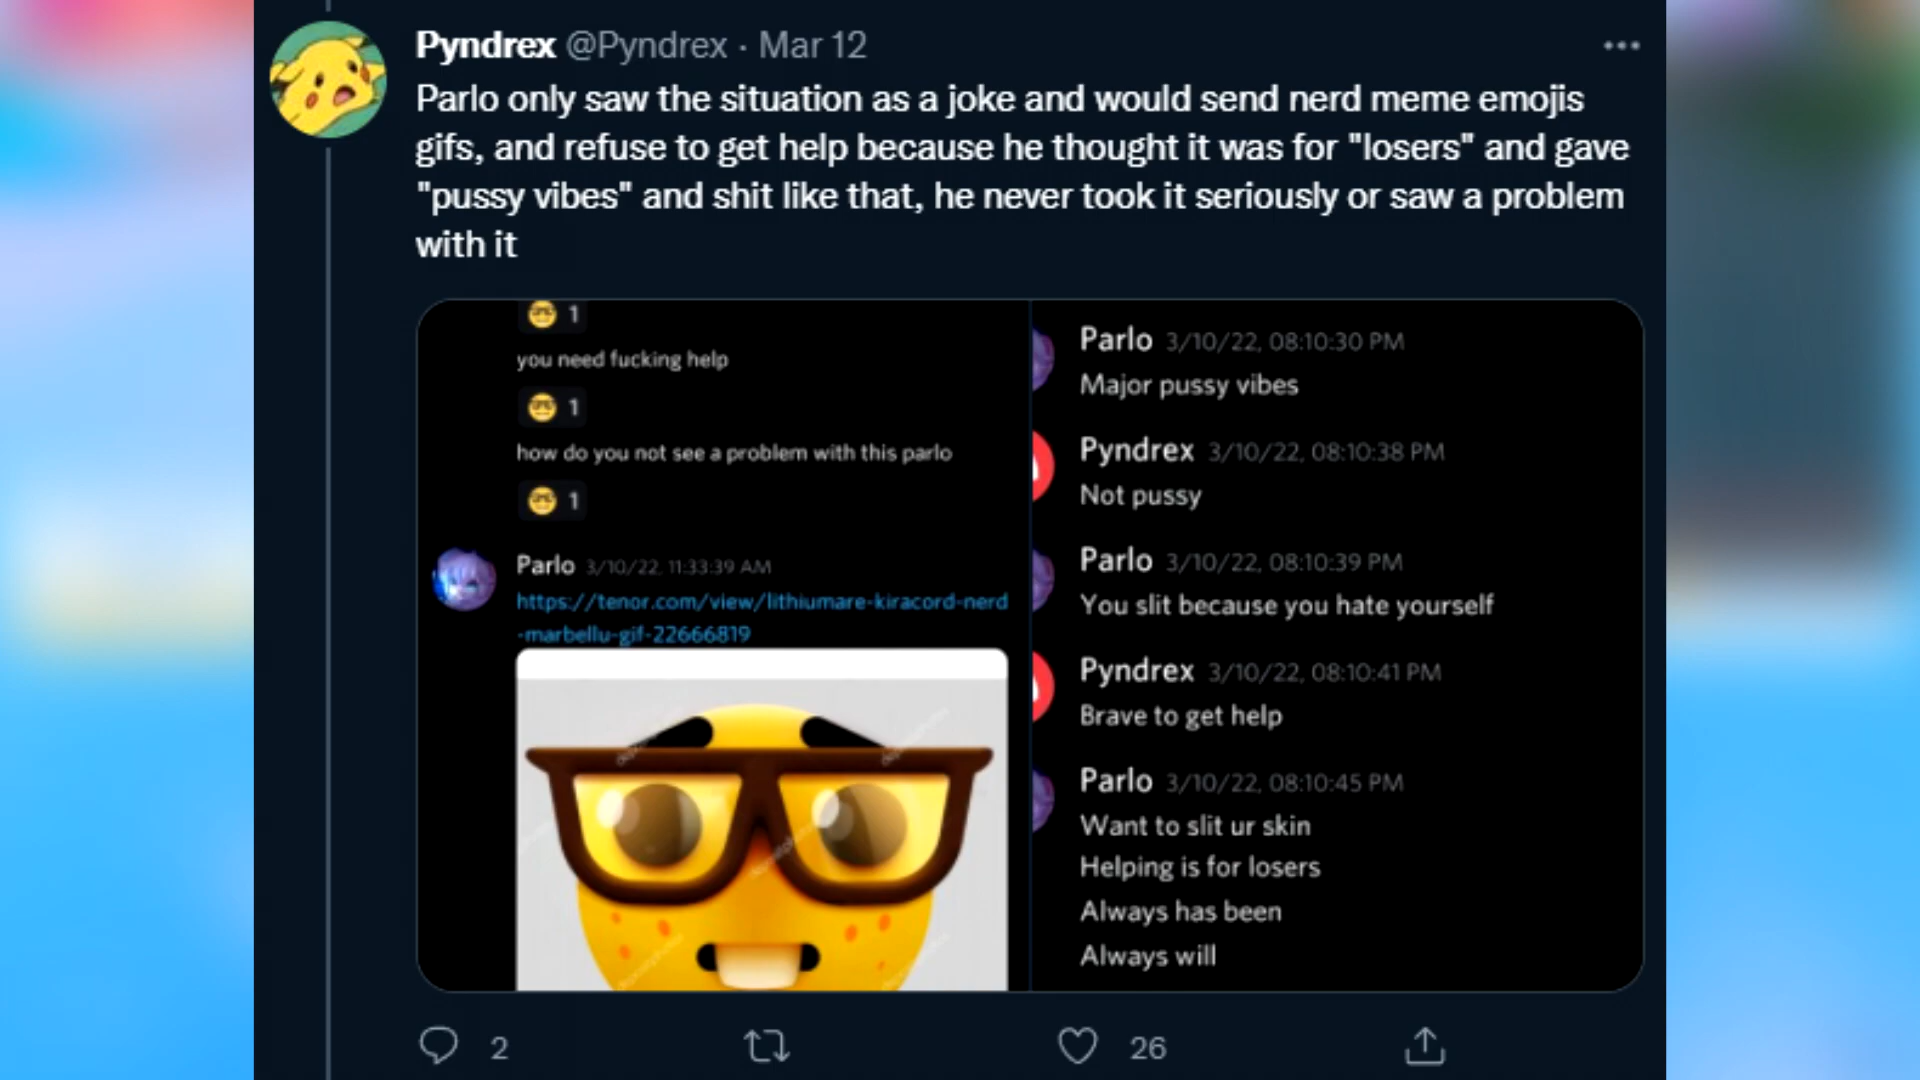 Pyndrex @Pyndrex · Mar 12
Parlo only saw the situation as a joke and would send nerd meme emojis
gifs, and refuse to get help because he thought it was for "losers" and gave
"pussy vibes" and shit like that, he never took it seriously or saw a problem
with it
1
you need fucking help
1
how do you not see a problem with this parlo
1
Parlo 3/10/22, 11:33:39 AM
https://tenor.com/view/lithiumare-kiracord-nerd
-marbellu-gif-22666819
Parlo 3/10/22, 08:10:30 PM
Major pussy vibes
Pyndrex 3/10/22, 08:10:38 PM
Not pussy
Parlo 3/10/22, 08:10:39 PM
You slit because you hate yourself
Pyndrex 3/10/22, 08:10:41 PM
Brave to get help
Parlo 3/10/22, 08:10:45 PM
Want to slit ur skin
Helping is for losers
Always has been
Always will
2
26